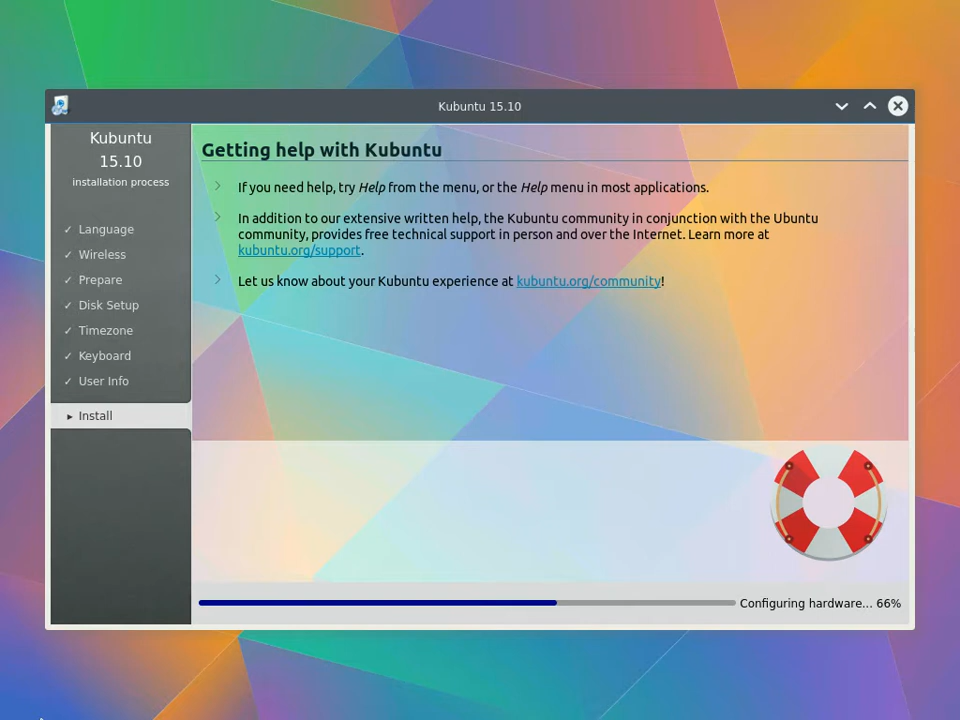 Kubuntu 15.10
Kubuntu
15.10
installation process
✓ Language
✓ Wireless
✓ Prepare
✓ Disk Setup
✓ Timezone
✓ Keyboard
✓ User Info
▸ Install
Getting help with Kubuntu
If you need help, try Help from the menu, or the Help menu in most applications.
In addition to our extensive written help, the Kubuntu community in conjunction with the Ubuntu
community, provides free technical support in person and over the Internet. Learn more at
kubuntu.org/support.
Let us know about your Kubuntu experience at kubuntu.org/community!
Configuring hardware... 66%